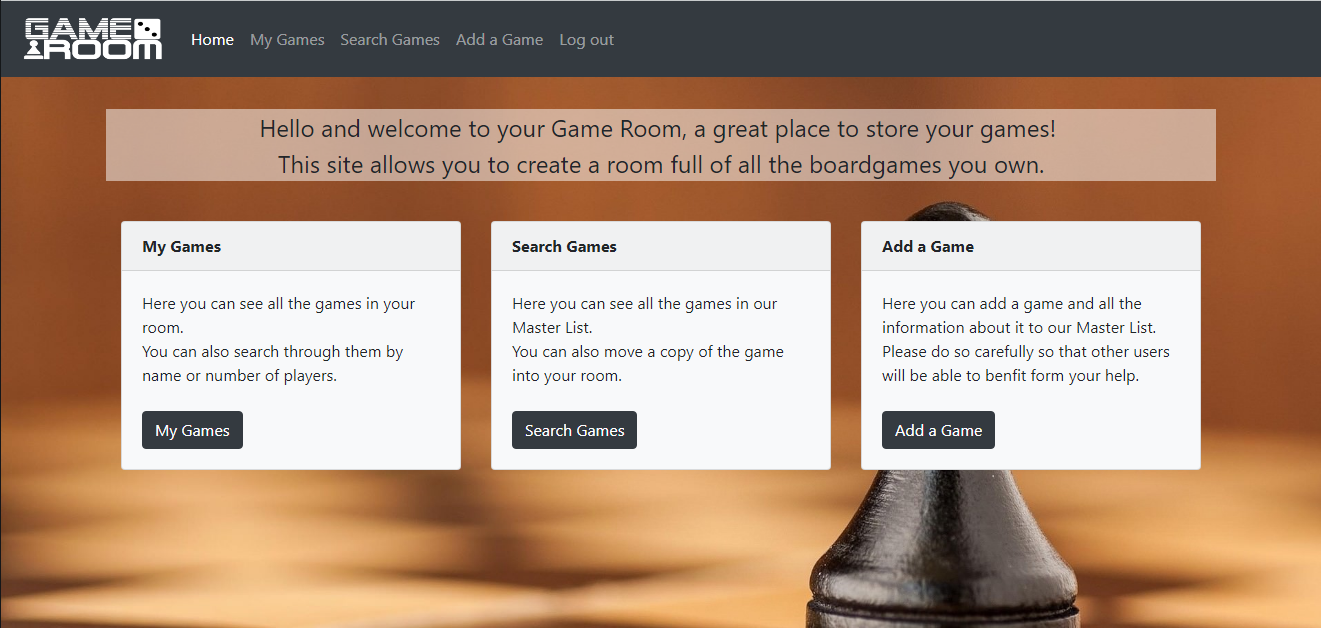 GAME
ROOM
Home My Games Search Games Add a Game Log out
Hello and welcome to your Game Room, a great place to store your games!
This site allows you to create a room full of all the boardgames you own.
My Games
Here you can see all the games in your
room.
You can also search through them by
name or number of players.
My Games
Search Games
Here you can see all the games in our
Master List.
You can also move a copy of the game
into your room.
Search Games
Add a Game
Here you can add a game and all the
information about it to our Master List.
Please do so carefully so that other users
will be able to benfit form your help.
Add a Game